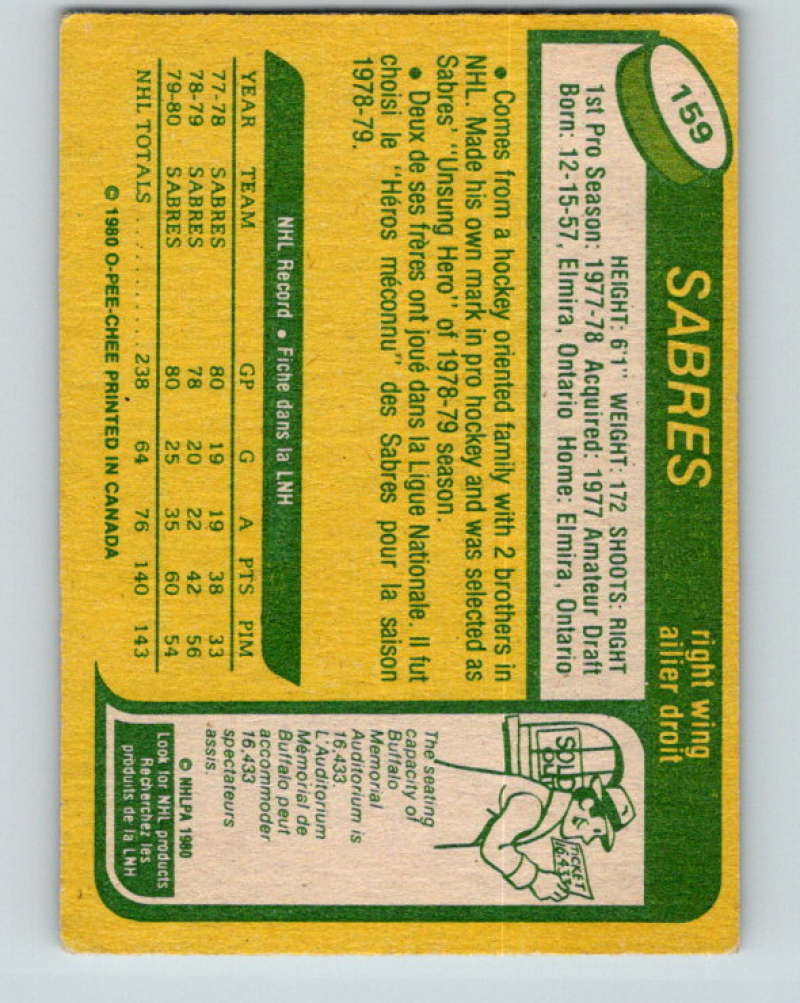 159
SABRES
right wing
ailier droit
HEIGHT: 6'1" WEIGHT: 172 SHOOTS: RIGHT
1st Pro Season: 1977-78 Acquired: 1977 Amateur Draft
Born: 12-15-57, Elmira, Ontario Home: Elmira, Ontario
• Comes from a hockey oriented family with 2 brothers in
NHL. Made his own mark in pro hockey and was selected as
Sabres' "Unsung Hero" of 1978-79 season.
• Deux de ses frères ont joué dans la Ligue Nationale. Il fut
choisi le "Héros méconnu" des Sabres pour la saison
1978-79.
NHL Record • Fiche dans la LNH
YEAR TEAM GP G A PTS PIM
77-78 SABRES 80 19 19 38 33
78-79 SABRES 78 20 22 42 56
79-80 SABRES 80 25 35 60 54
NHL TOTALS .......... 238 64 76 140 143
© 1980 O-PEE-CHEE PRINTED IN CANADA
SOLD
OUT
TICKET
16,433
The seating
capacity of
Buffalo
Memorial
Auditorium is
16,433.
L'Auditorium
Mémorial de
Buffalo peut
accommoder
16,433
spectateurs
assis.
© NHLPA 1980
Look for NHL products
Recherchez les
produits de la LNH